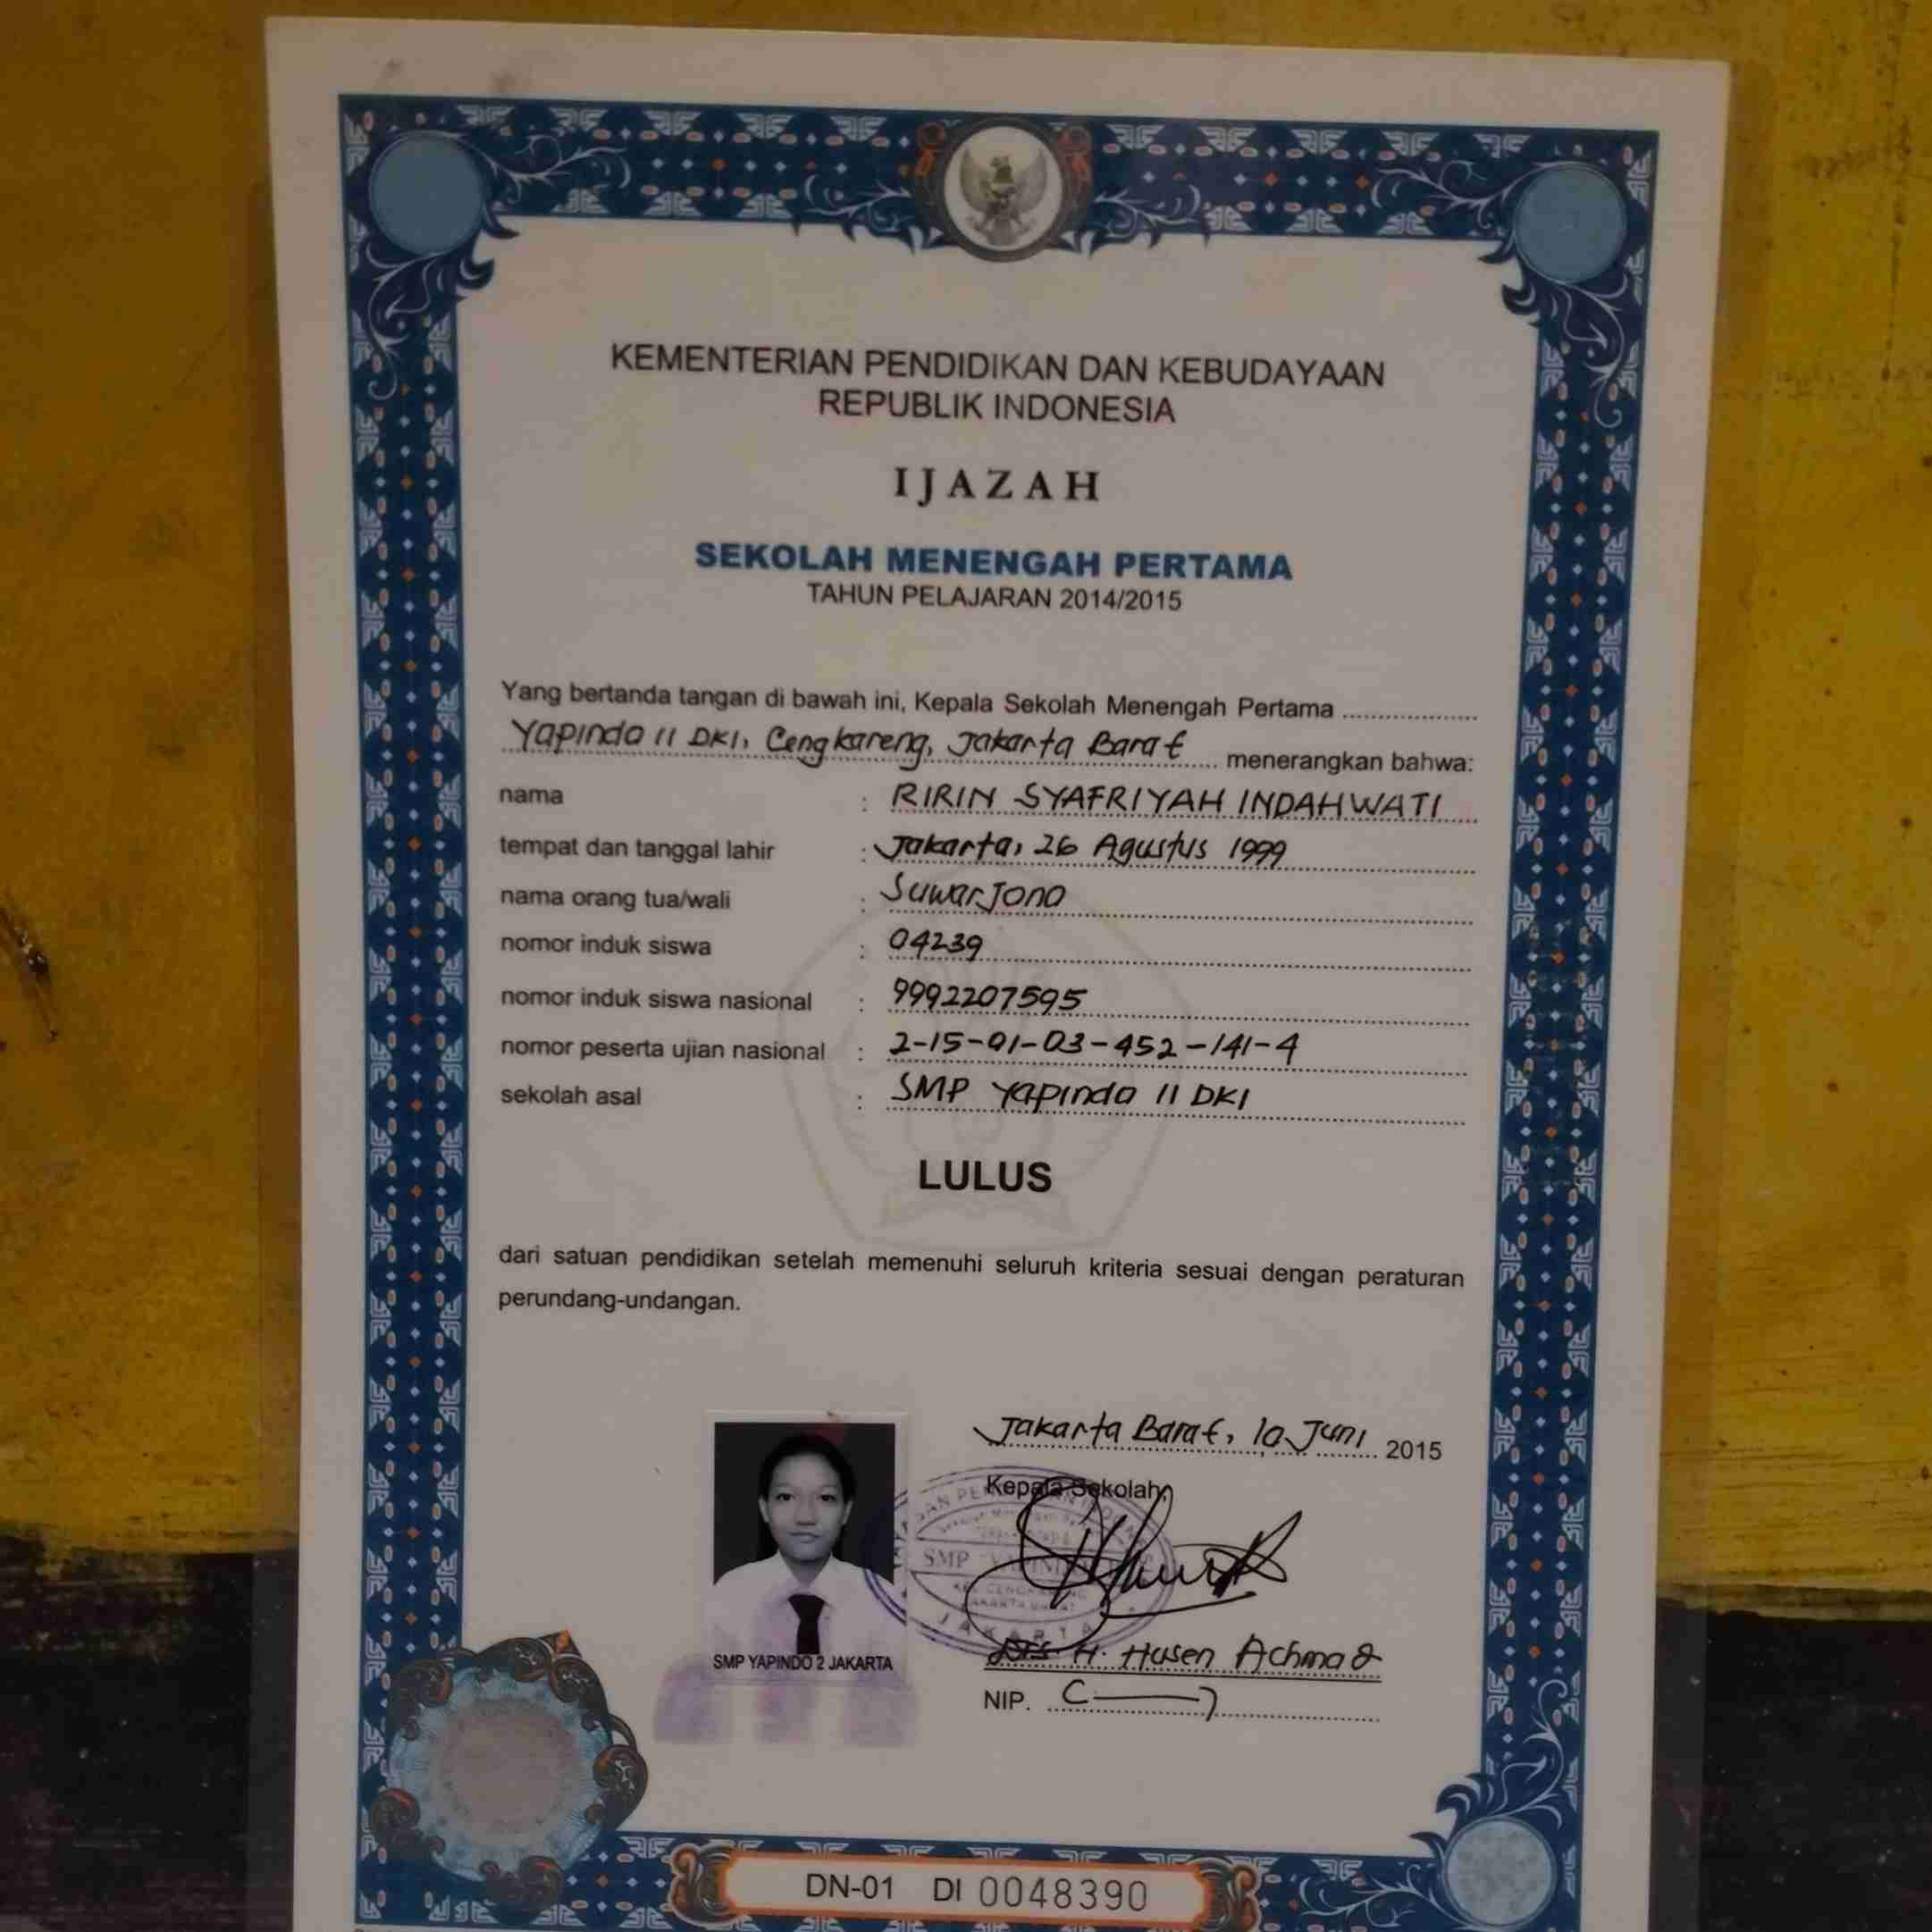 KEMENTERIAN PENDIDIKAN DAN KEBUDAYAAN
REPUBLIK INDONESIA
IJAZAH
SEKOLAH MENENGAH PERTAMA
TAHUN PELAJARAN 2014/2015
Yang bertanda tangan di bawah ini, Kepala Sekolah Menengah Pertama
Yapindo II DKI, Cengkareng, Jakarta Barat menerangkan bahwa:
nama : RIRIN SYAFRIYAH INDAHWATI
tempat dan tanggal lahir : Jakarta, 26 Agustus 1999
nama orang tua/wali : Suwarjono
nomor induk siswa : 04239
nomor induk siswa nasional : 9992207595
nomor peserta ujian nasional : 2-15-01-03-452-141-4
sekolah asal : SMP Yapindo II DKI
LULUS
dari satuan pendidikan setelah memenuhi seluruh kriteria sesuai dengan peraturan
perundang-undangan.
Jakarta Barat, 10 Juni 2015
Kepala Sekolah,
SMP
JAKARTA
Drs H. Husen Achmad
SMP YAPINDO 2 JAKARTA
NIP. (—)
DN-01 DI 0048390